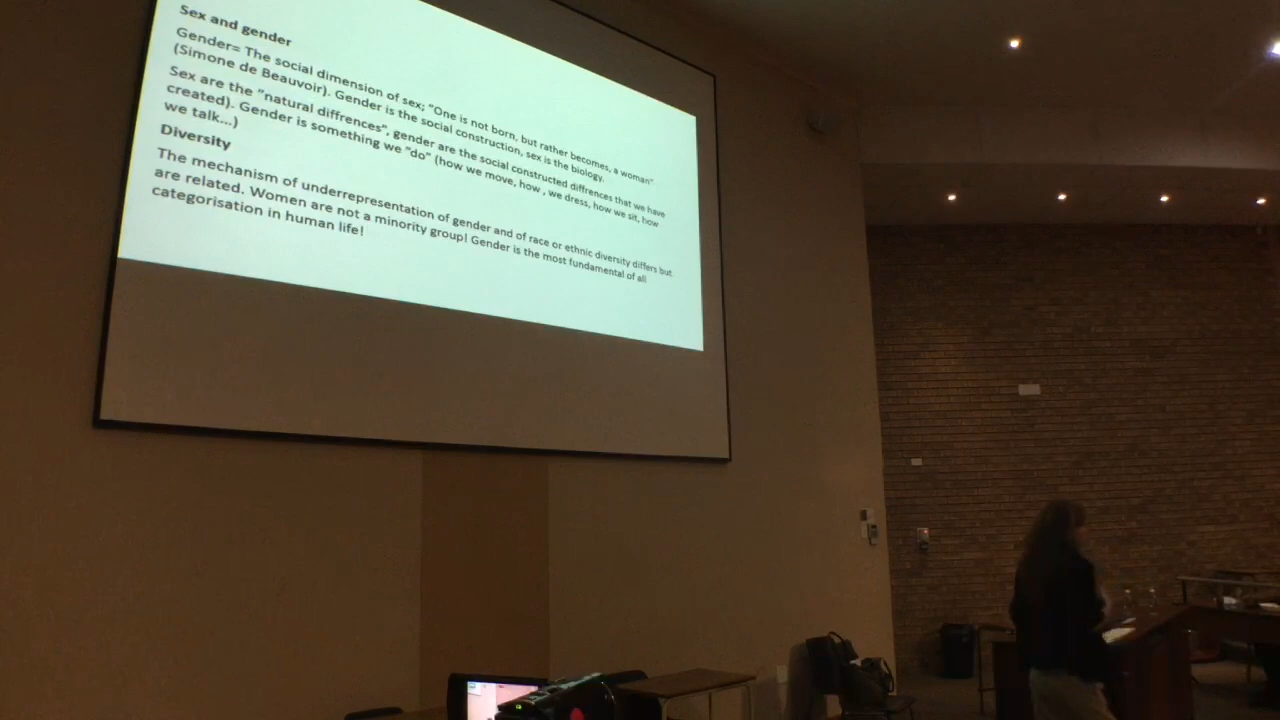 Sex and gender
Gender= The social dimension of sex; "One is not born, but rather becomes, a woman"
(Simone de Beauvoir). Gender is the social construction, sex is the biology.
Sex are the "natural diffrences", gender are the social constructed diffrences that we have
created). Gender is something we "do" (how we move, how , we dress, how we sit, how
we talk...)
Diversity
The mechanism of underrepresentation of gender and of race or ethnic diversity differs but
are related. Women are not a minority group! Gender is the most fundamental of all
categorisation in human life!